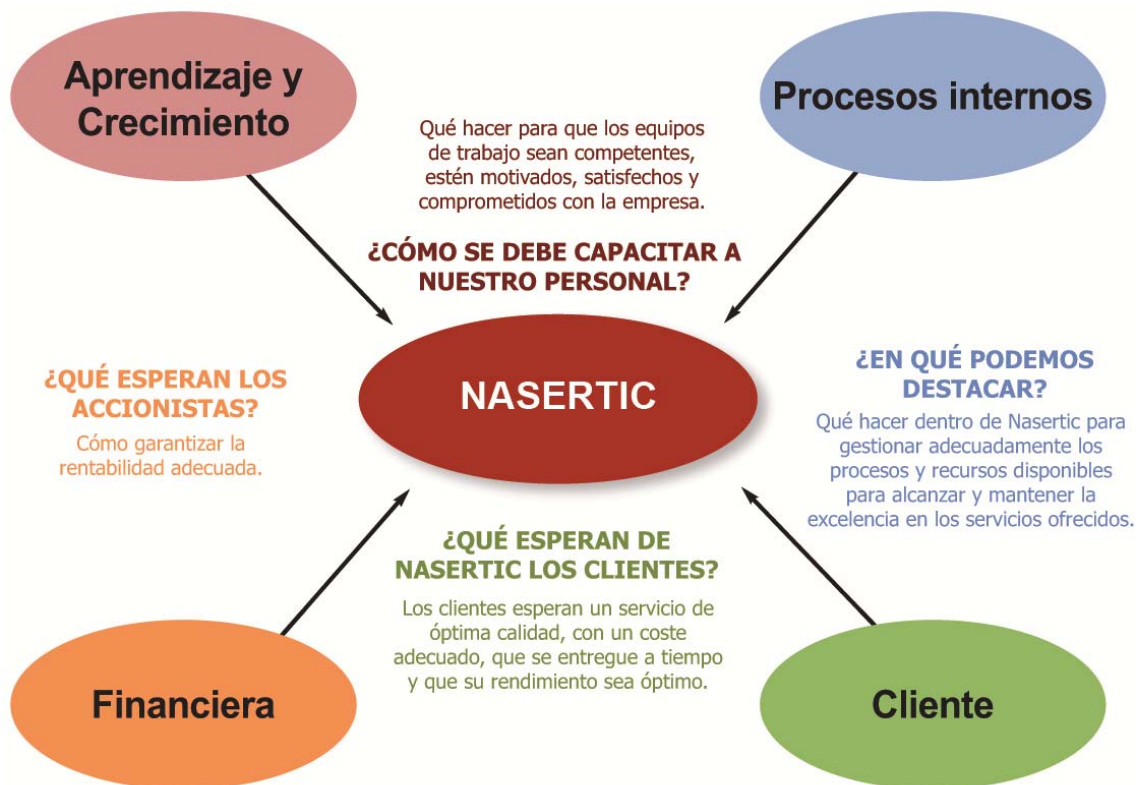 Aprendizaje y
Crecimiento
Procesos internos
Qué hacer para que los equipos
de trabajo sean competentes,
estén motivados, satisfechos y
comprometidos con la empresa.
¿CÓMO SE DEBE CAPACITAR A
NUESTRO PERSONAL?
¿QUÉ ESPERAN LOS
ACCIONISTAS?
Cómo garantizar la
rentabilidad adecuada.
NASERTIC
¿EN QUÉ PODEMOS
DESTACAR?
Qué hacer dentro de Nasertic para
gestionar adecuadamente los
procesos y recursos disponibles
para alcanzar y mantener la
excelencia en los servicios ofrecidos.
¿QUÉ ESPERAN DE
NASERTIC LOS CLIENTES?
Los clientes esperan un servicio de
óptima calidad, con un coste
adecuado, que se entregue a tiempo
y que su rendimiento sea óptimo.
Financiera
Cliente